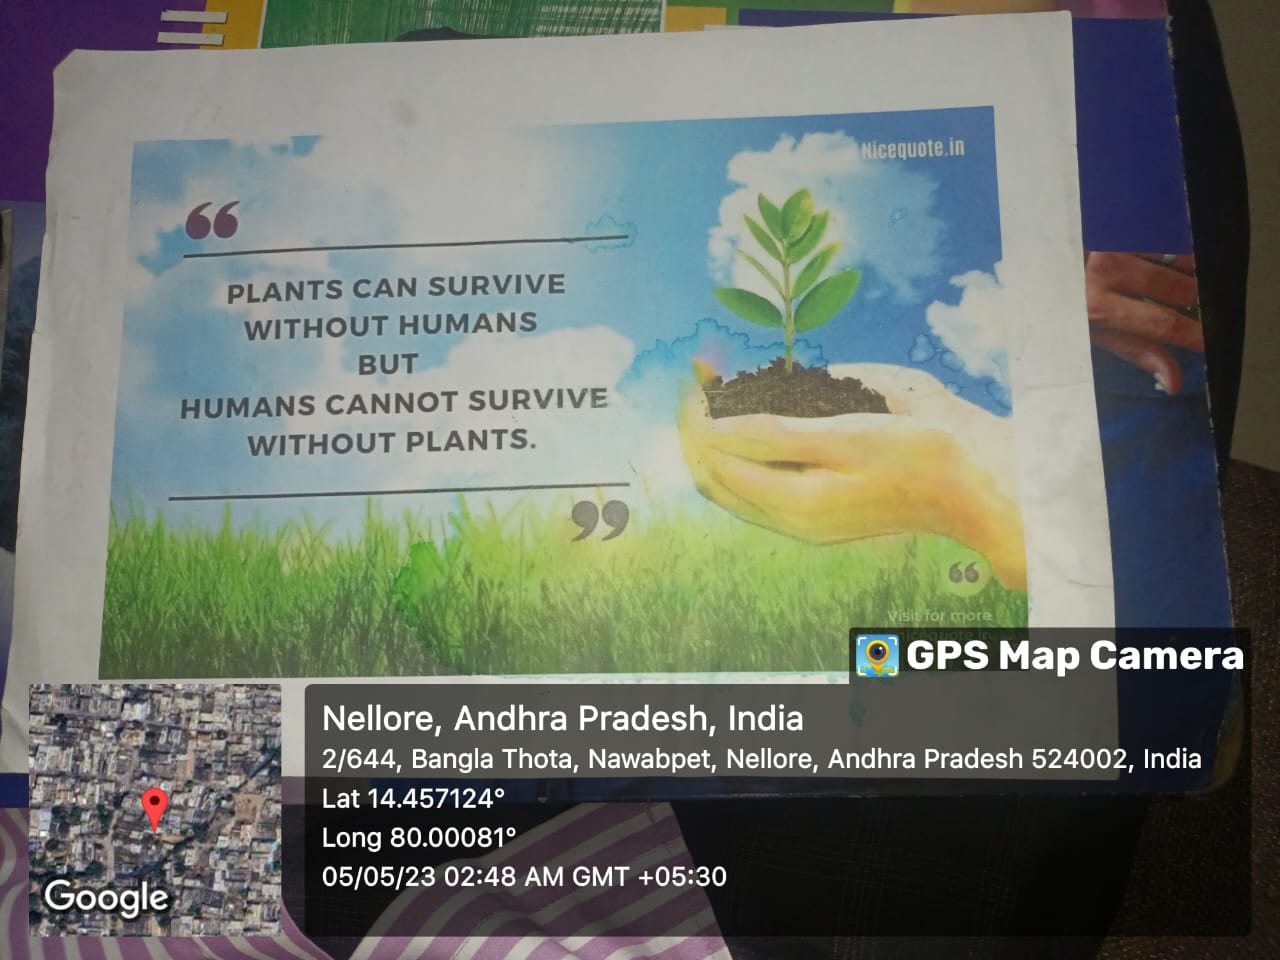 Nicequote.in
“
PLANTS CAN SURVIVE
WITHOUT HUMANS
BUT
HUMANS CANNOT SURVIVE
WITHOUT PLANTS.
”
“
Visit for more
GPS Map Camera
Nellore, Andhra Pradesh, India
2/644, Bangla Thota, Nawabpet, Nellore, Andhra Pradesh 524002, India
Lat 14.457124°
Long 80.00081°
05/05/23 02:48 AM GMT +05:30
Google